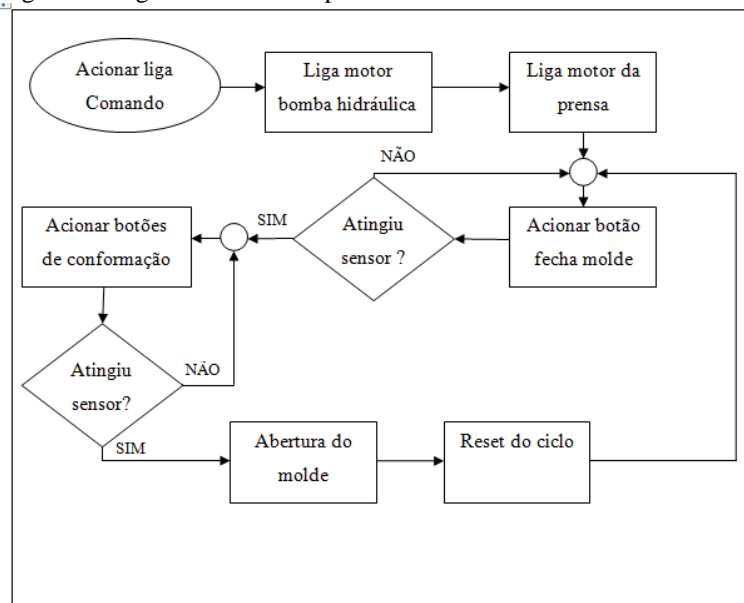 Acionar liga
Comando
Liga motor
bomba hidráulica
Liga motor da
prensa
NÃO
Acionar botão
fecha molde
Atingiu
sensor ?
SIM
Acionar botões
de conformação
Atingiu
sensor?
NÃO
SIM
Abertura do
molde
Reset do ciclo